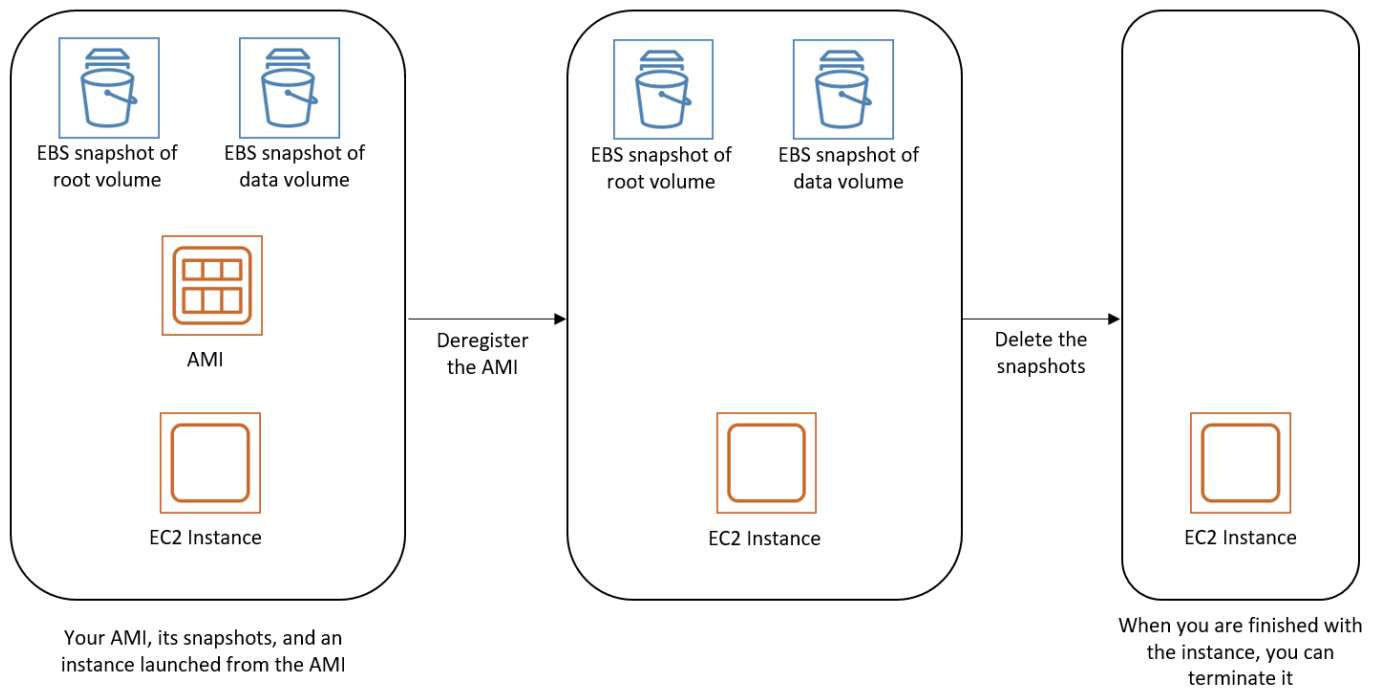 EBS snapshot of
root volume
EBS snapshot of
data volume
AMI
EC2 Instance
Your AMI, its snapshots, and an
instance launched from the AMI
Deregister
the AMI
EBS snapshot of
root volume
EBS snapshot of
data volume
EC2 Instance
Delete the
snapshots
EC2 Instance
When you are finished with
the instance, you can
terminate it